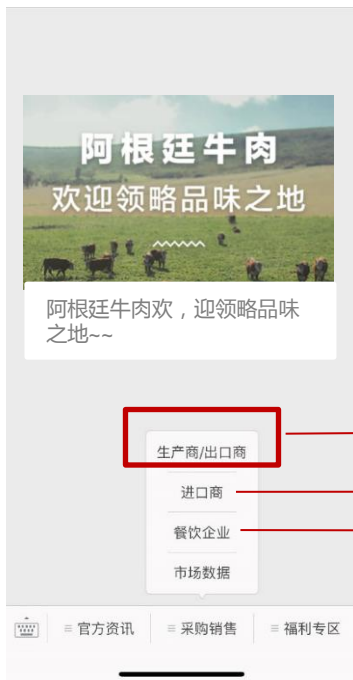 阿根廷牛肉
欢迎领略品味之地
阿根廷牛肉欢，迎领略品味
之地~~
生产商/出口商
进口商
餐饮企业
市场数据
官方资讯
采购销售
福利专区